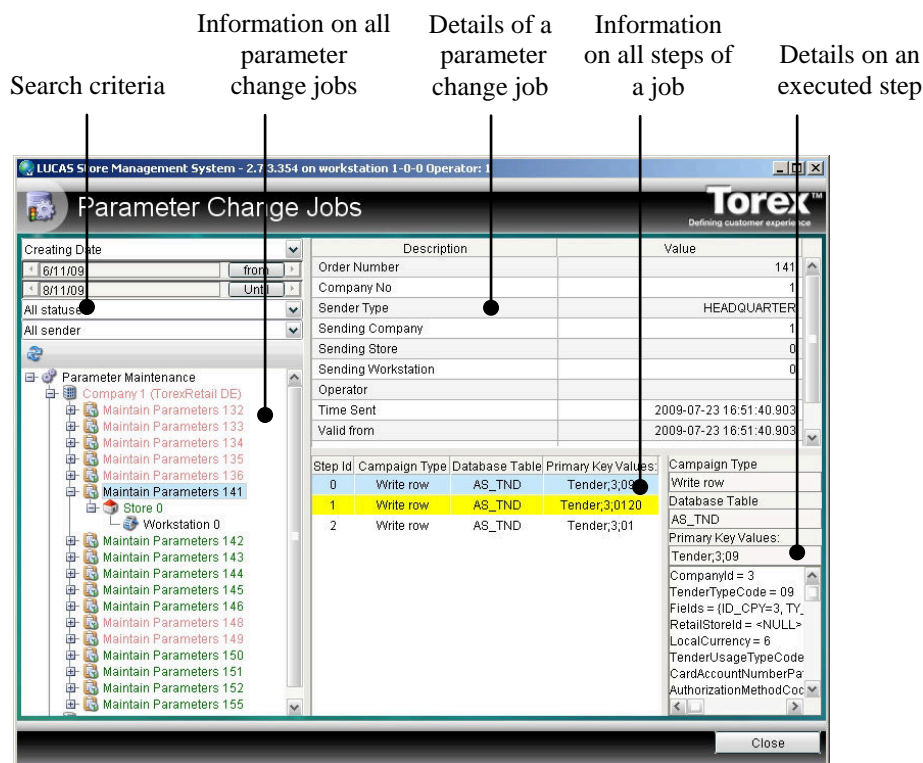 Search criteria
Information on all
parameter
change jobs
Details of a
parameter
change job
Information
on all steps of
a job
Details on an
executed step
LUCAS Store Management System - 2.7.3.354 on workstation 1-0-0 Operator: 1
Parameter Change Jobs
Torex™
Defining customer experience
Creating Date
6/11/09 from
8/11/09 Until
All statuses
All sender
Parameter Maintenance
Company 1 (TorexRetail DE)
Maintain Parameters 132
Maintain Parameters 133
Maintain Parameters 134
Maintain Parameters 135
Maintain Parameters 136
Maintain Parameters 141
Store 0
Workstation 0
Maintain Parameters 142
Maintain Parameters 143
Maintain Parameters 144
Maintain Parameters 145
Maintain Parameters 146
Maintain Parameters 148
Maintain Parameters 149
Maintain Parameters 150
Maintain Parameters 151
Maintain Parameters 152
Maintain Parameters 155
Description Value
Order Number 141
Company No 1
Sender Type HEADQUARTER
Sending Company 1
Sending Store 0
Sending Workstation 0
Operator
Time Sent 2009-07-23 16:51:40.903
Valid from 2009-07-23 16:51:40.903
Step Id Campaign Type Database Table Primary Key Values:
0 Write row AS_TND Tender;3;09
1 Write row AS_TND Tender;3;0120
2 Write row AS_TND Tender;3;01
Campaign Type
Write row
Database Table
AS_TND
Primary Key Values:
Tender;3;09
CompanyId = 3
TenderTypeCode = 09
Fields = {ID_CPY=3, TY_
RetailStoreId = <NULL>
LocalCurrency = 6
TenderUsageTypeCode
CardAccountNumberPa
AuthorizationMethodCoc
Close